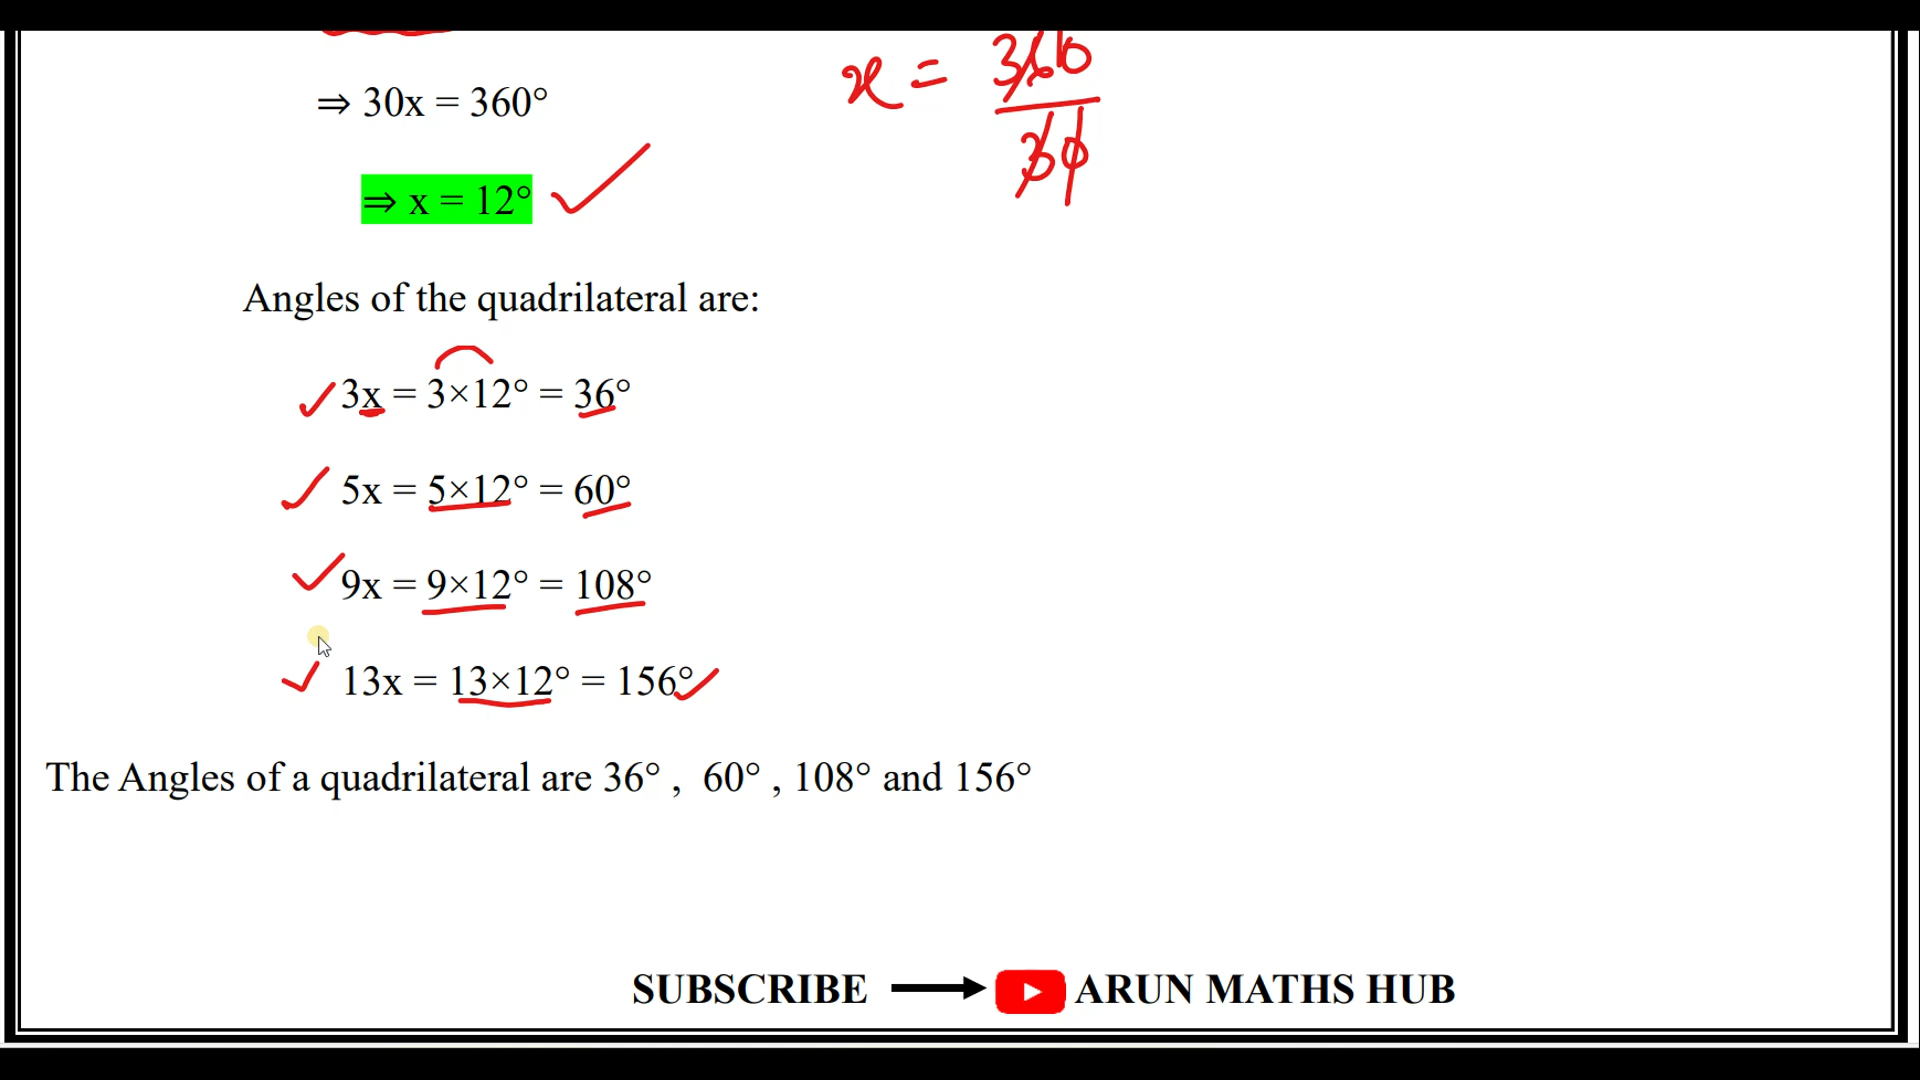 x = 360
30
⇒ 30x = 360°
⇒ x = 12°
Angles of the quadrilateral are:
3x = 3×12° = 36°
5x = 5×12° = 60°
9x = 9×12° = 108°
13x = 13×12° = 156°
The Angles of a quadrilateral are 36° , 60° , 108° and 156°
SUBSCRIBE ARUN MATHS HUB